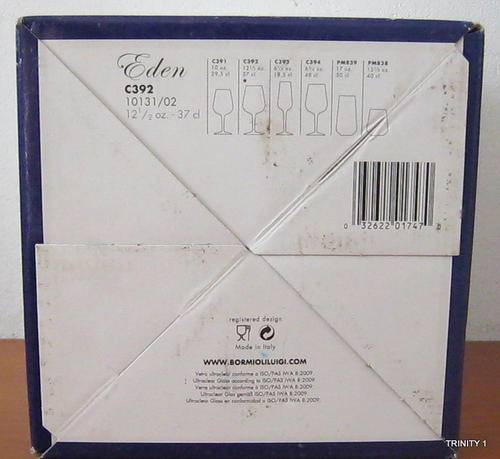 Eden
C392
10131/02
12 1/2 oz. - 37 cl
C391 C392 C393 C394 PM839 PM838
10 oz. 12½ oz. 6¼ oz. 17 oz. 13½ oz.
29,5 cl 37 cl 18,5 cl 48 cl 50 cl 40 cl
0 32622 01747
registered design
Made in Italy
WWW.BORMIOLILUIGI.COM
Vetro ultraclear conforme a ISO/PAS IWA 8:2009.
Ultraclear Glass according to ISO/PAS IWA 8:2009.
Verre ultraclear conforme à ISO/PAS IWA 8:2009.
Ultraclear Glas gemäß ISO/PAS IWA 8:2009.
Ultraclear Glass en conformidad a ISO/PAS IWA 8:2009.
TRINITY 1